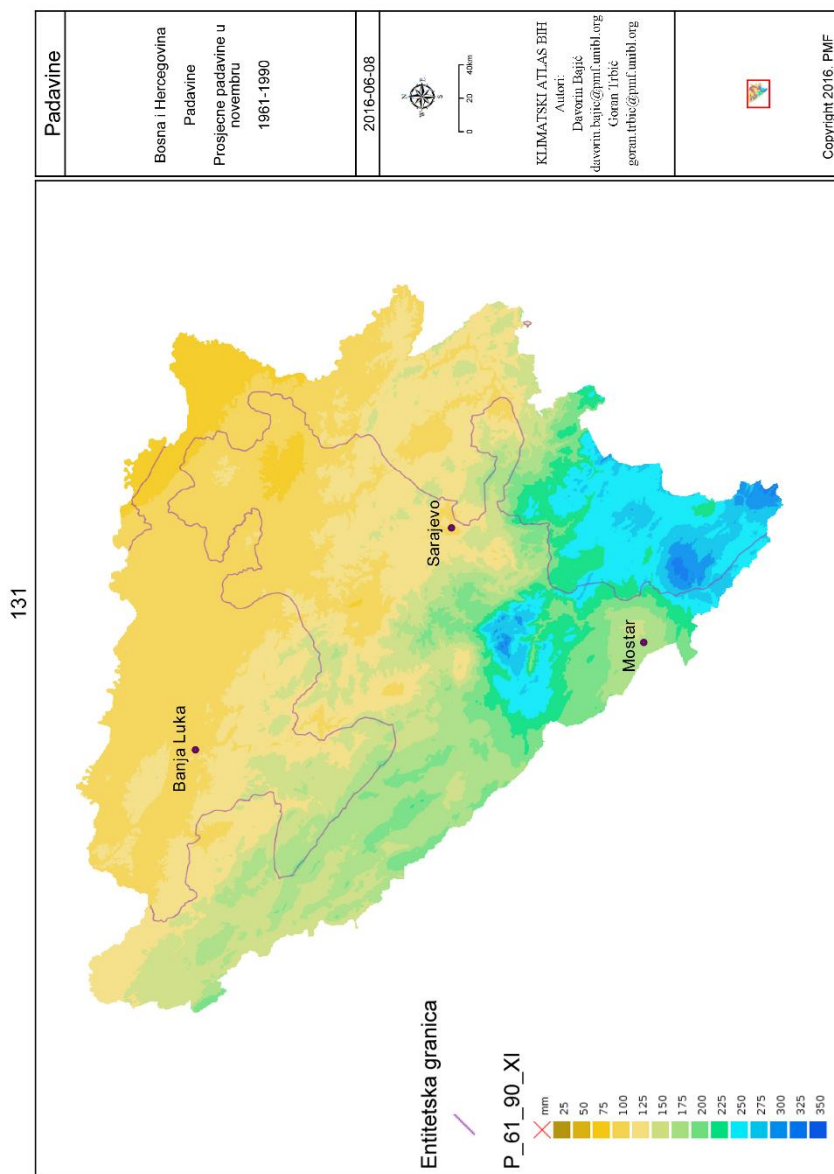 131
Padavine
Bosna i Hercegovina
Padavine
Prosjecne padavine u
novembru
1961-1990
2016-06-08
N
W
E
S
0 20 40km
KLIMATSKI ATLAS BIH
Autori:
Davorin Bajić
davorin.bajic@pmf.unibl.org
Goran Trbić
goran.trbic@pmf.unibl.org
Copyright 2016. PMF
Banja Luka
Sarajevo
Mostar
Entitetska granica
P_61_90_XI
mm
25
50
75
100
125
150
175
200
225
250
275
300
325
350